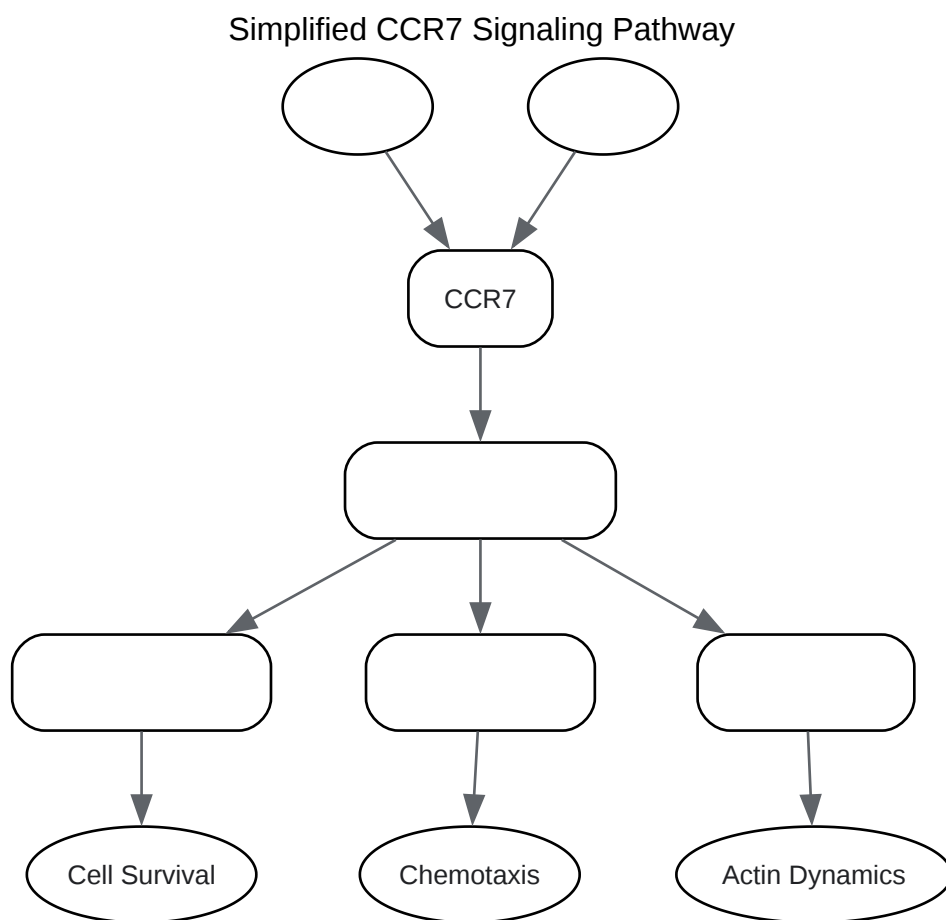 Simplified CCR7 Signaling Pathway
CCR7
Cell Survival
Chemotaxis
Actin Dynamics